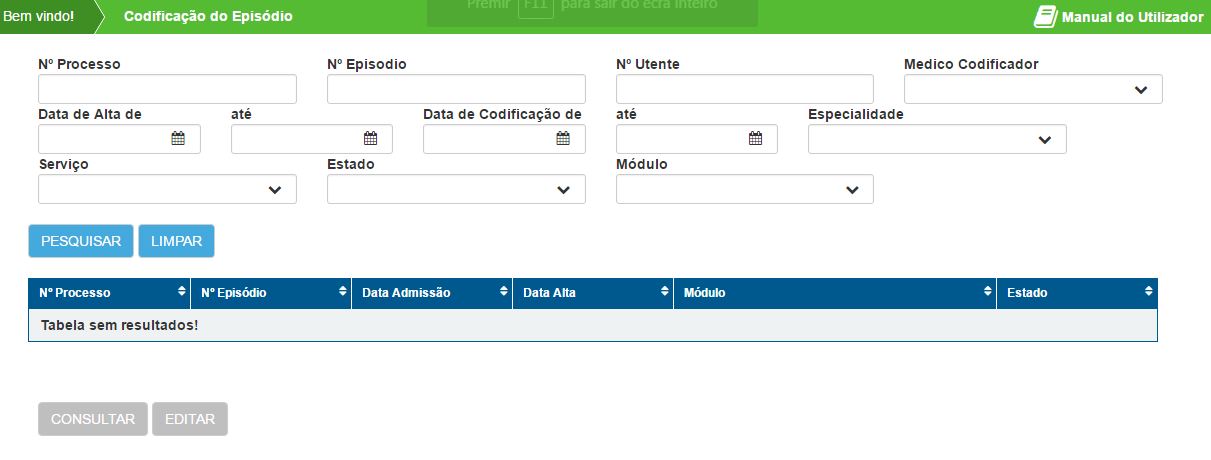 Bem vindo!
Codificação do Episódio
Premir F11 para sair do ecrã inteiro
Manual do Utilizador
Nº Processo
Nº Episodio
Nº Utente
Medico Codificador
Data de Alta de
até
Data de Codificação de
até
Especialidade
Serviço
Estado
Módulo
PESQUISAR
LIMPAR
Nº Processo
Nº Episódio
Data Admissão
Data Alta
Módulo
Estado
Tabela sem resultados!
CONSULTAR
EDITAR